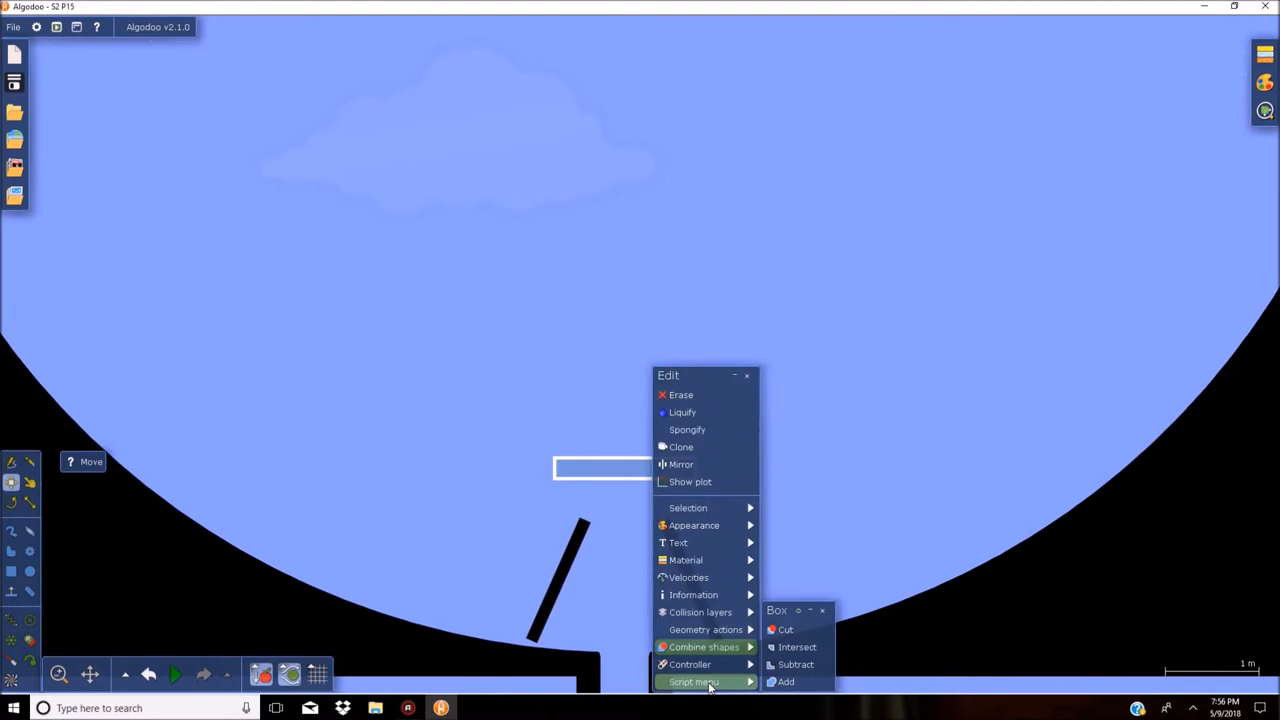 Algodoo - S2 P15
File
?
Algodoo v2.1.0
Edit
Erase
Liquify
Spongify
Clone
Mirror
Show plot
Selection
Appearance
T Text
Material
Velocities
i Information
Collision layers
Geometry actions
Combine shapes
Controller
Script menu
Box
Cut
Intersect
Subtract
Add
? Move
1 m
Type here to search
7:56 PM
5/9/2018